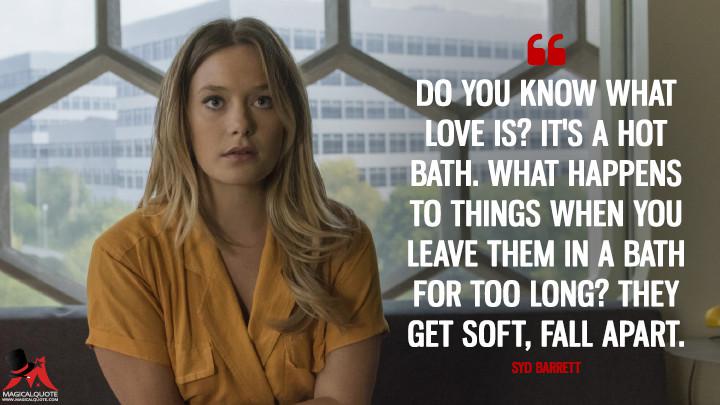 DO YOU KNOW WHAT
LOVE IS? IT'S A HOT
BATH. WHAT HAPPENS
TO THINGS WHEN YOU
LEAVE THEM IN A BATH
FOR TOO LONG? THEY
GET SOFT, FALL APART.
SYD BARRETT
MAGICALQUOTE
WWW.MAGICALQUOTE.COM